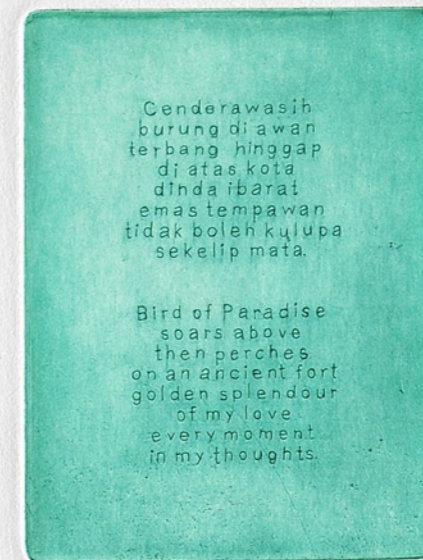 Cenderawasih
burung di awan
terbang hinggap
di atas kota
dinda ibarat
emas tempawan
tidak boleh kulupa
sekelip mata.
Bird of Paradise
soars above
then perches
on an ancient fort
golden splendour
of my love
every moment
in my thoughts.